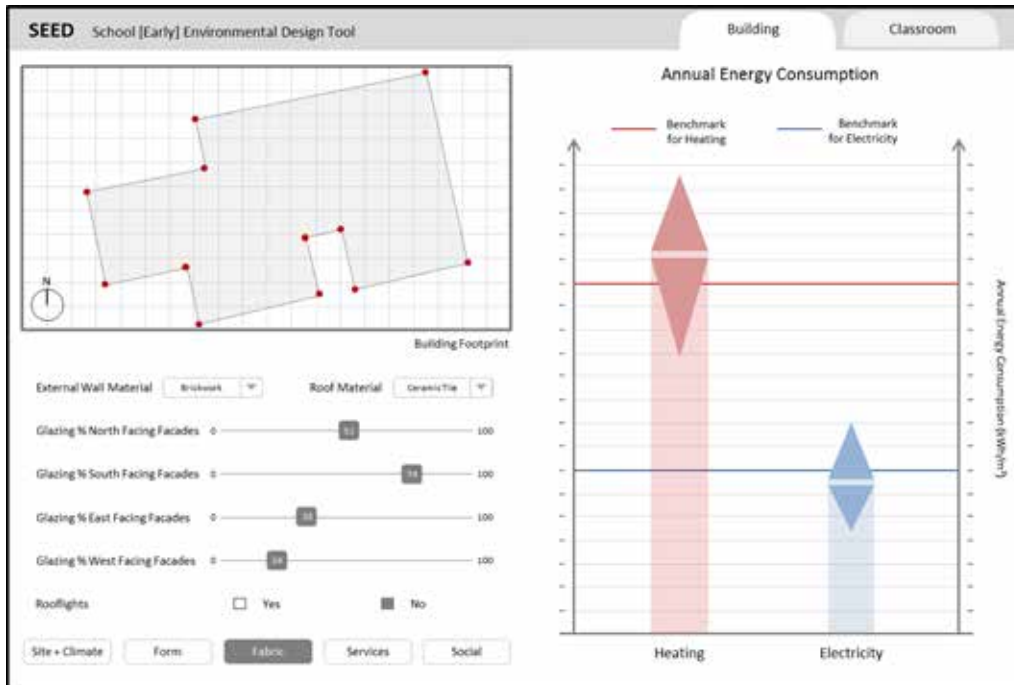 SEED School [Early] Environmental Design Tool
Building
Classroom
N
Building Footprint
External Wall Material Brickwork
Roof Material Ceramic Tile
Glazing % North Facing Facades 0 100
Glazing % South Facing Facades 0 100
Glazing % East Facing Facades 0 100
Glazing % West Facing Facades 0 100
Rooflights Yes No
Site + Climate Form Fabric Services Social
Annual Energy Consumption
Benchmark
for Heating
Benchmark
for Electricity
Annual Energy Consumption (kWh/m²)
Heating
Electricity